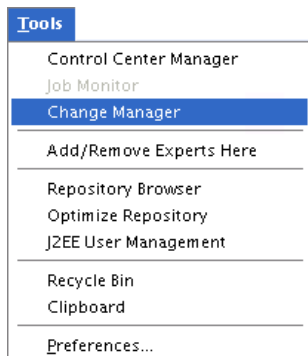 Tools
Control Center Manager
Job Monitor
Change Manager
Add/Remove Experts Here
Repository Browser
Optimize Repository
J2EE User Management
Recycle Bin
Clipboard
Preferences...